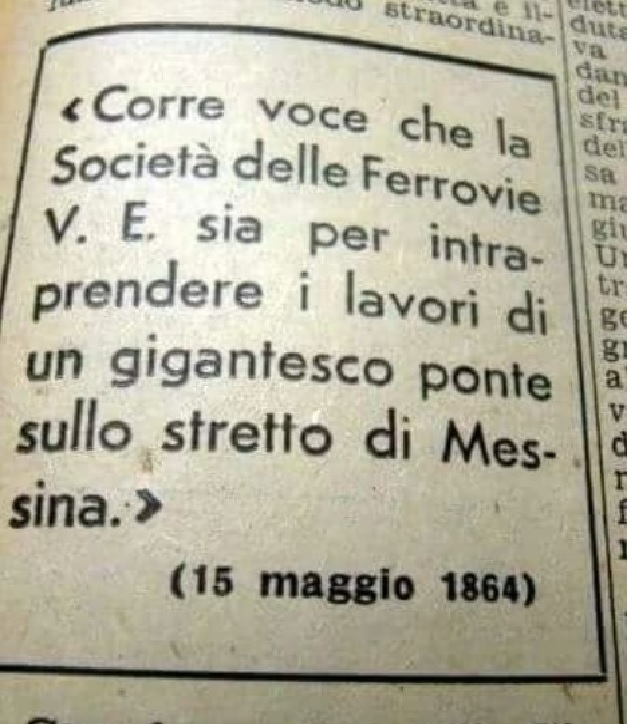 straordina-
«Corre voce che la
Società delle Ferrovie
V. E. sia per intra-
prendere i lavori di
un gigantesco ponte
sullo stretto di Mes-
sina.»
(15 maggio 1864)